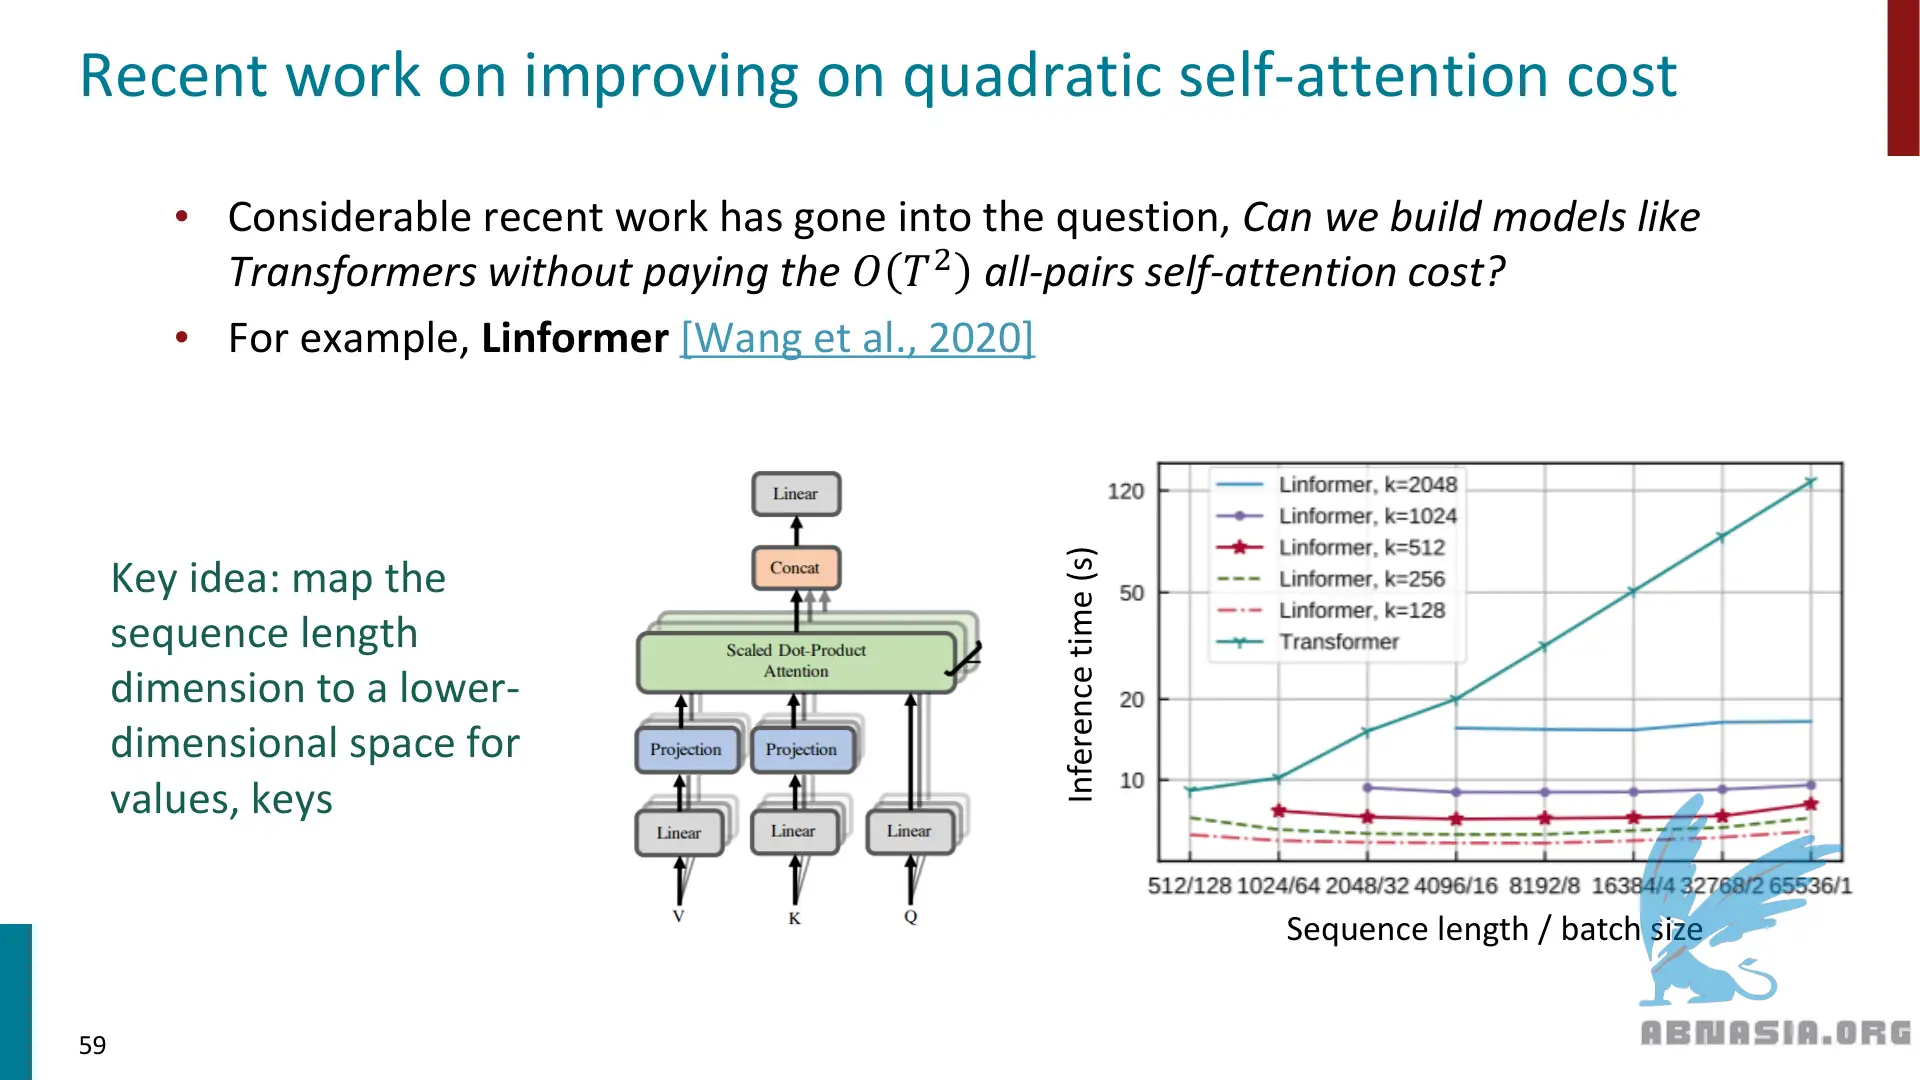 Recent work on improving on quadratic self-attention cost
• Considerable recent work has gone into the question, Can we build models like
Transformers without paying the O(T²) all-pairs self-attention cost?
• For example, Linformer [Wang et al., 2020]
Key idea: map the
sequence length
dimension to a lower-
dimensional space for
values, keys
Linear
Concat
Scaled Dot-Product
Attention
Projection Projection
Linear Linear Linear
V K Q
Inference time (s)
120
50
20
10
Linformer, k=2048
Linformer, k=1024
Linformer, k=512
Linformer, k=256
Linformer, k=128
Transformer
512/128 1024/64 2048/32 4096/16 8192/8 16384/4 32768/2 65536/1
Sequence length / batch size
59
ABNASIA.ORG